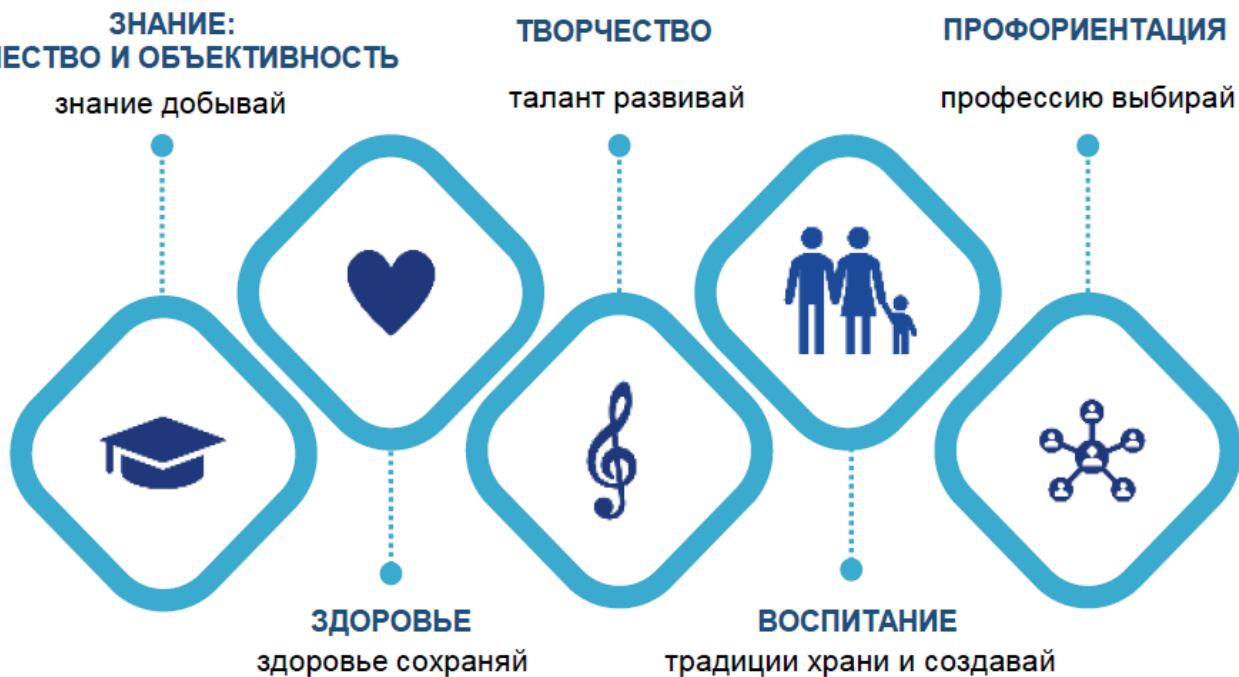 ЗНАНИЕ:
ЕСТВО И ОБЪЕКТИВНОСТЬ
знание добывай
ТВОРЧЕСТВО
талант развивай
ПРОФОРИЕНТАЦИЯ
профессию выбирай
ЗДОРОВЬЕ
здоровье сохраняй
ВОСПИТАНИЕ
традиции храни и создавай